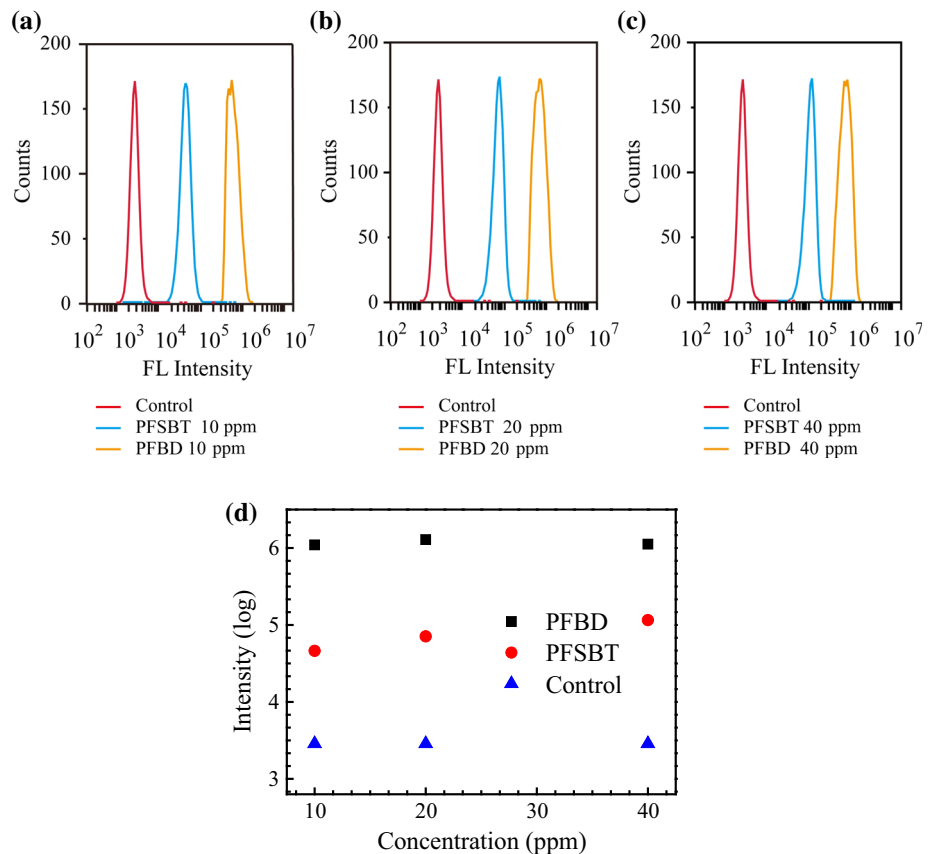 (a)
200
150
100
50
0
Counts
10² 10³ 10⁴ 10⁵ 10⁶ 10⁷
FL Intensity
Control
PFSBT 10 ppm
PFBD 10 ppm
(b)
200
150
100
50
0
Counts
10² 10³ 10⁴ 10⁵ 10⁶ 10⁷
FL Intensity
Control
PFSBT 20 ppm
PFBD 20 ppm
(c)
200
150
100
50
0
Counts
10² 10³ 10⁴ 10⁵ 10⁶ 10⁷
FL Intensity
Control
PFSBT 40 ppm
PFBD 40 ppm
(d)
6
5
4
3
Intensity (log)
PFBD
PFSBT
Control
10 20 30 40
Concentration (ppm)